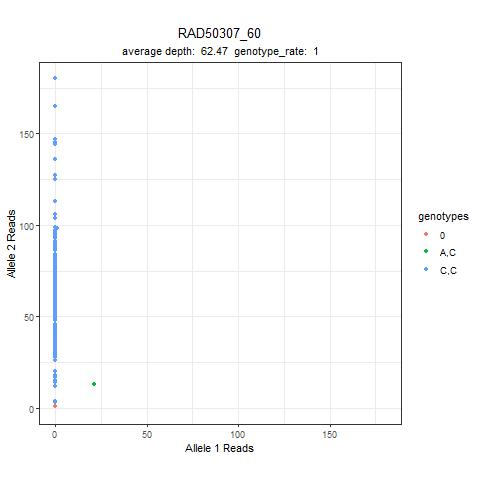 RAD50307_60
average depth: 62.47 genotype_rate: 1
150
100
50
0
Allele 2 Reads
0 50 100 150
Allele 1 Reads
genotypes
0
A,C
C,C